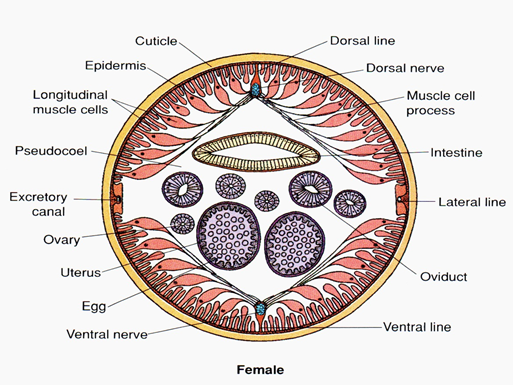 Cuticle
Epidermis
Longitudinal
muscle cells
Pseudocoel
Excretory
canal
Ovary
Uterus
Egg
Ventral nerve
Dorsal line
Dorsal nerve
Muscle cell
process
Intestine
Lateral line
Oviduct
Ventral line
Female